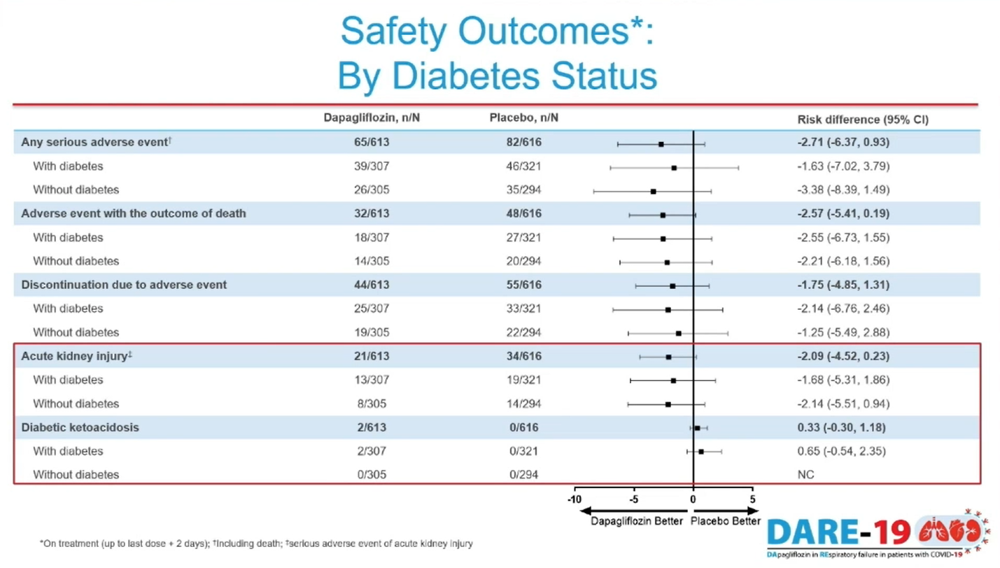 Safety Outcomes*:
By Diabetes Status
Dapagliflozin, n/N Placebo, n/N Risk difference (95% CI)
Any serious adverse event† 65/613 82/616 -2.71 (-6.37, 0.93)
With diabetes 39/307 46/321 -1.63 (-7.02, 3.79)
Without diabetes 26/305 35/294 -3.38 (-8.39, 1.49)
Adverse event with the outcome of death 32/613 48/616 -2.57 (-5.41, 0.19)
With diabetes 18/307 27/321 -2.55 (-6.73, 1.55)
Without diabetes 14/305 20/294 -2.21 (-6.18, 1.56)
Discontinuation due to adverse event 44/613 55/616 -1.75 (-4.85, 1.31)
With diabetes 25/307 33/321 -2.14 (-6.76, 2.46)
Without diabetes 19/305 22/294 -1.25 (-5.49, 2.88)
Acute kidney injury‡ 21/613 34/616 -2.09 (-4.52, 0.23)
With diabetes 13/307 19/321 -1.68 (-5.31, 1.86)
Without diabetes 8/305 14/294 -2.14 (-5.51, 0.94)
Diabetic ketoacidosis 2/613 0/616 0.33 (-0.30, 1.18)
With diabetes 2/307 0/321 0.65 (-0.54, 2.35)
Without diabetes 0/305 0/294 NC
-10 -5 0 5
Dapagliflozin Better Placebo Better
DARE-19
DApagliflozin in REspiratory failure in patients with COVID-19
*On treatment (up to last dose + 2 days); †Including death; ‡serious adverse event of acute kidney injury